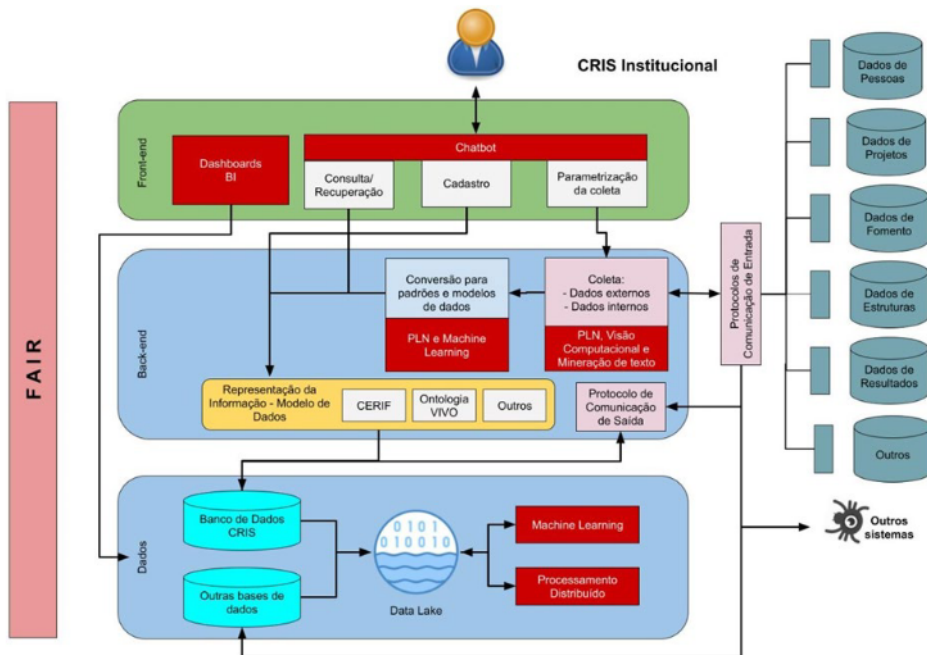 CRIS Institucional
FAIR
Front-end
Dashboards
BI
Chatbot
Consulta/
Recuperação
Cadastro
Parametrização
da coleta
Back-end
Conversão para
padrões e modelos
de dados
PLN e Machine
Learning
Coleta:
- Dados externos
- Dados internos
PLN, Visão
Computacional e
Mineração de texto
Representação da
Informação - Modelo de
Dados
CERIF
Ontologia
VIVO
Outros
Protocolo de
Comunicação
de Saída
Protocolos de
Comunicação de Entrada
Dados de
Pessoas
Dados de
Projetos
Dados de
Fomento
Dados de
Estruturas
Dados de
Resultados
Outros
Outros
sistemas
Dados
Banco de Dados
CRIS
Outras bases de
dados
0101
010010
Data Lake
Machine Learning
Processamento
Distribuído